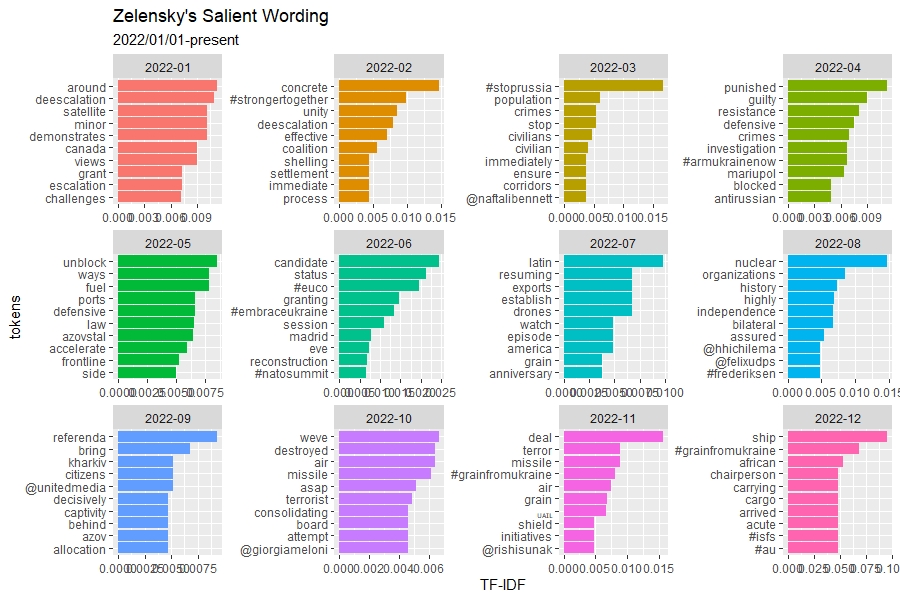 Zelensky's Salient Wording
2022/01/01-present
2022-01
around
deescalation
satellite
minor
demonstrates
canada
views
grant
escalation
challenges
0.000 0.003 0.006 0.009
2022-02
concrete
#strongertogether
unity
deescalation
effective
coalition
shelling
settlement
immediate
process
0.000 0.005 0.010 0.015
2022-03
#stoprussia
population
crimes
stop
civilians
civilian
immediately
ensure
corridors
@naftalibennett
0.000 0.005 0.010 0.015
2022-04
punished
guilty
resistance
defensive
crimes
investigation
#armukrainenow
mariupol
blocked
antirussian
0.000 0.003 0.006 0.009
2022-05
unblock
ways
fuel
ports
defensive
law
azovstal
accelerate
frontline
side
0.0000 0.0025 0.0050 0.0075
2022-06
candidate
status
#euco
granting
#embraceukraine
session
madrid
eve
reconstruction
#natosummit
0.000 0.005 0.010 0.015 0.020 0.025
2022-07
latin
resuming
exports
establish
drones
watch
episode
america
grain
anniversary
0.0000 0.0025 0.0050 0.0075 0.0100
2022-08
nuclear
organizations
history
highly
independence
bilateral
assured
@hhichilema
@felixudps
#frederiksen
0.000 0.005 0.010 0.015
2022-09
referenda
bring
kharkiv
citizens
@unitedmedia
decisively
captivity
behind
azov
allocation
0.0000 0.0025 0.0050 0.0075
2022-10
weve
destroyed
air
missile
asap
terrorist
consolidating
board
attempt
@giorgiameloni
0.000 0.002 0.004 0.006
2022-11
deal
terror
missile
#grainfromukraine
air
grain
shield
initiatives
@rishisunak
0.000 0.005 0.010 0.015
2022-12
ship
#grainfromukraine
african
chairperson
carrying
cargo
arrived
acute
#isfs
#au
0.000 0.025 0.050 0.075 0.10
tokens
TF-IDF